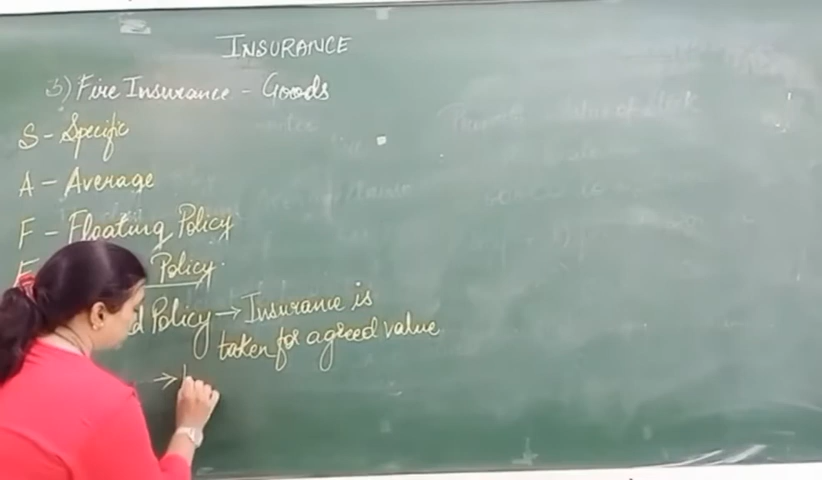 INSURANCE
3) Fire Insurance - Goods
S - Specific
A - Average
F - Floating Policy
E Policy.
d Policy → Insurance is
taken for agreed value
→